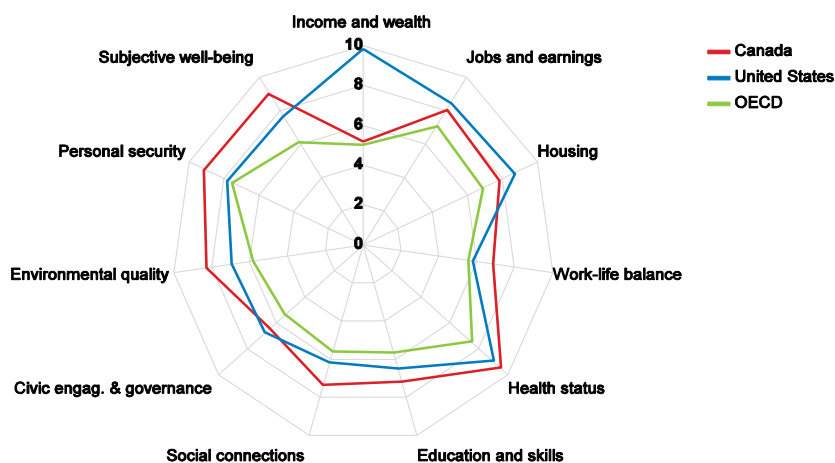 Income and wealth
Jobs and earnings
Housing
Work-life balance
Health status
Education and skills
Social connections
Civic engag. & governance
Environmental quality
Personal security
Subjective well-being
10
8
6
4
2
0
Canada
United States
OECD